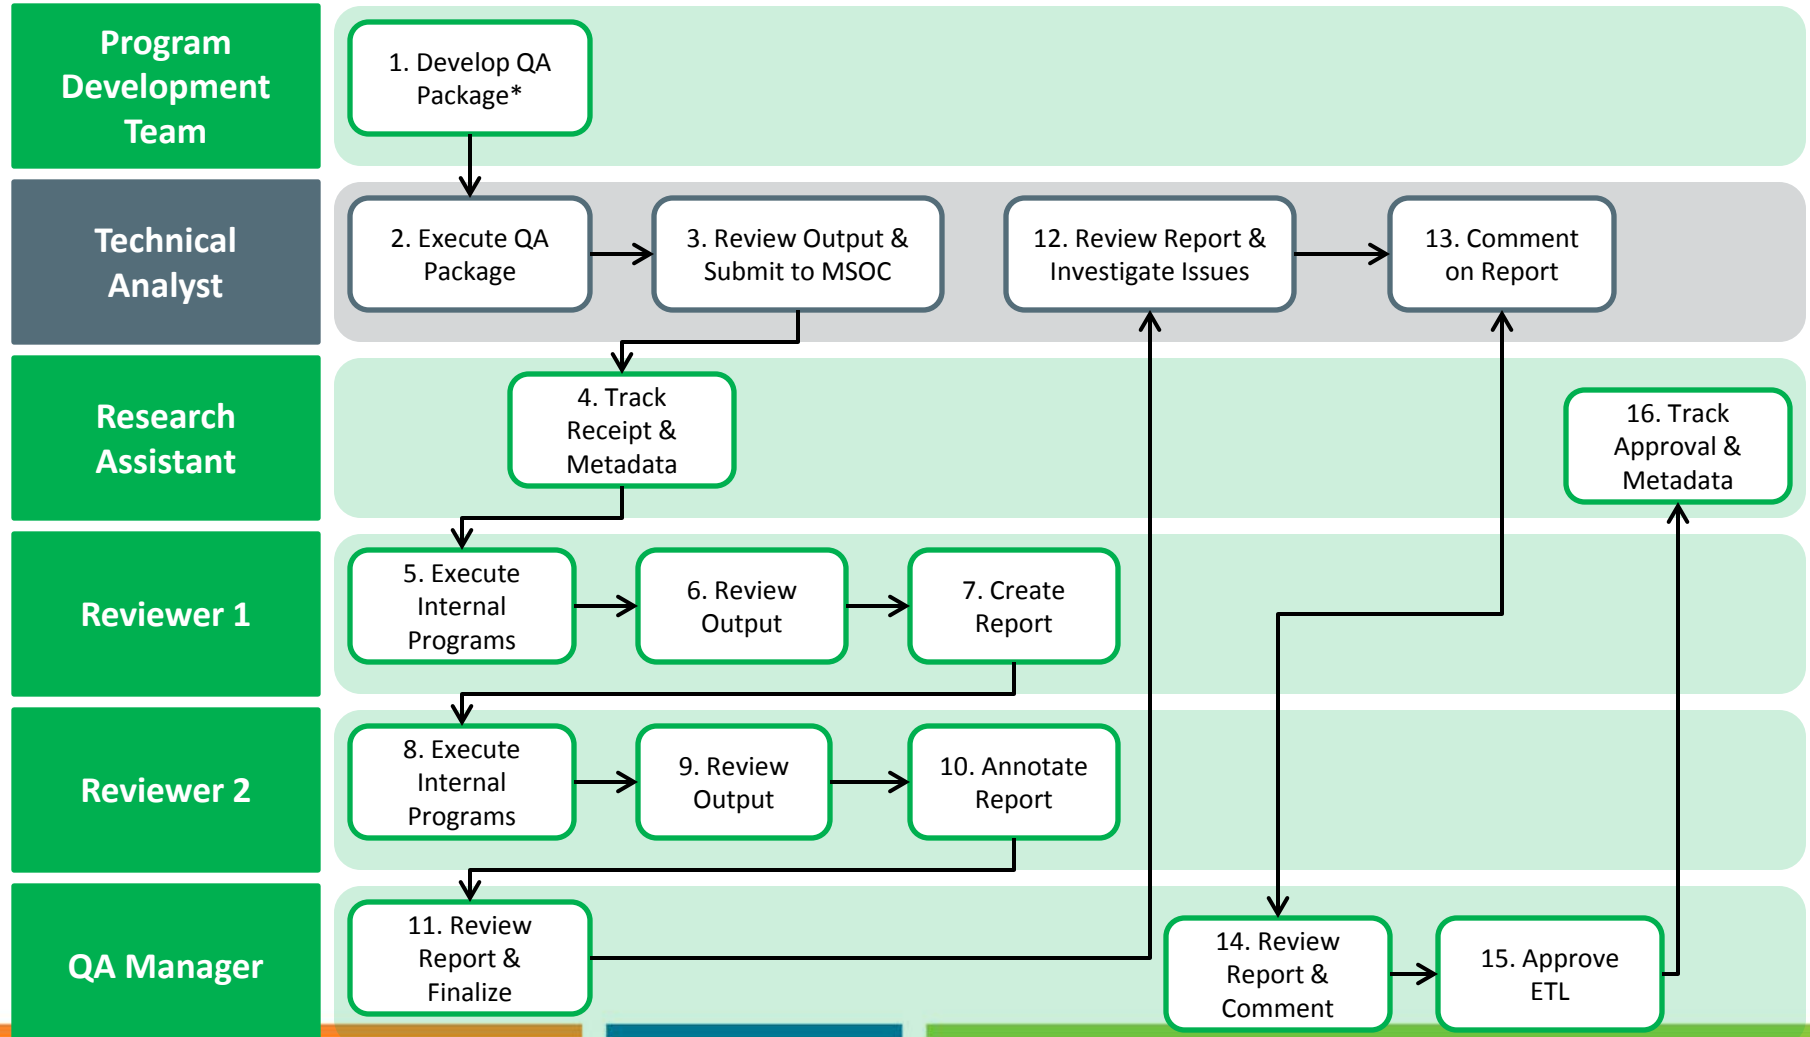 Program
Development
Team
1. Develop QA
Package*
Technical
Analyst
2. Execute QA
Package
3. Review Output &
Submit to MSOC
12. Review Report &
Investigate Issues
13. Comment
on Report
Research
Assistant
4. Track
Receipt &
Metadata
16. Track
Approval &
Metadata
Reviewer 1
5. Execute
Internal
Programs
6. Review
Output
7. Create
Report
Reviewer 2
8. Execute
Internal
Programs
9. Review
Output
10. Annotate
Report
QA Manager
11. Review
Report &
Finalize
14. Review
Report &
Comment
15. Approve
ETL